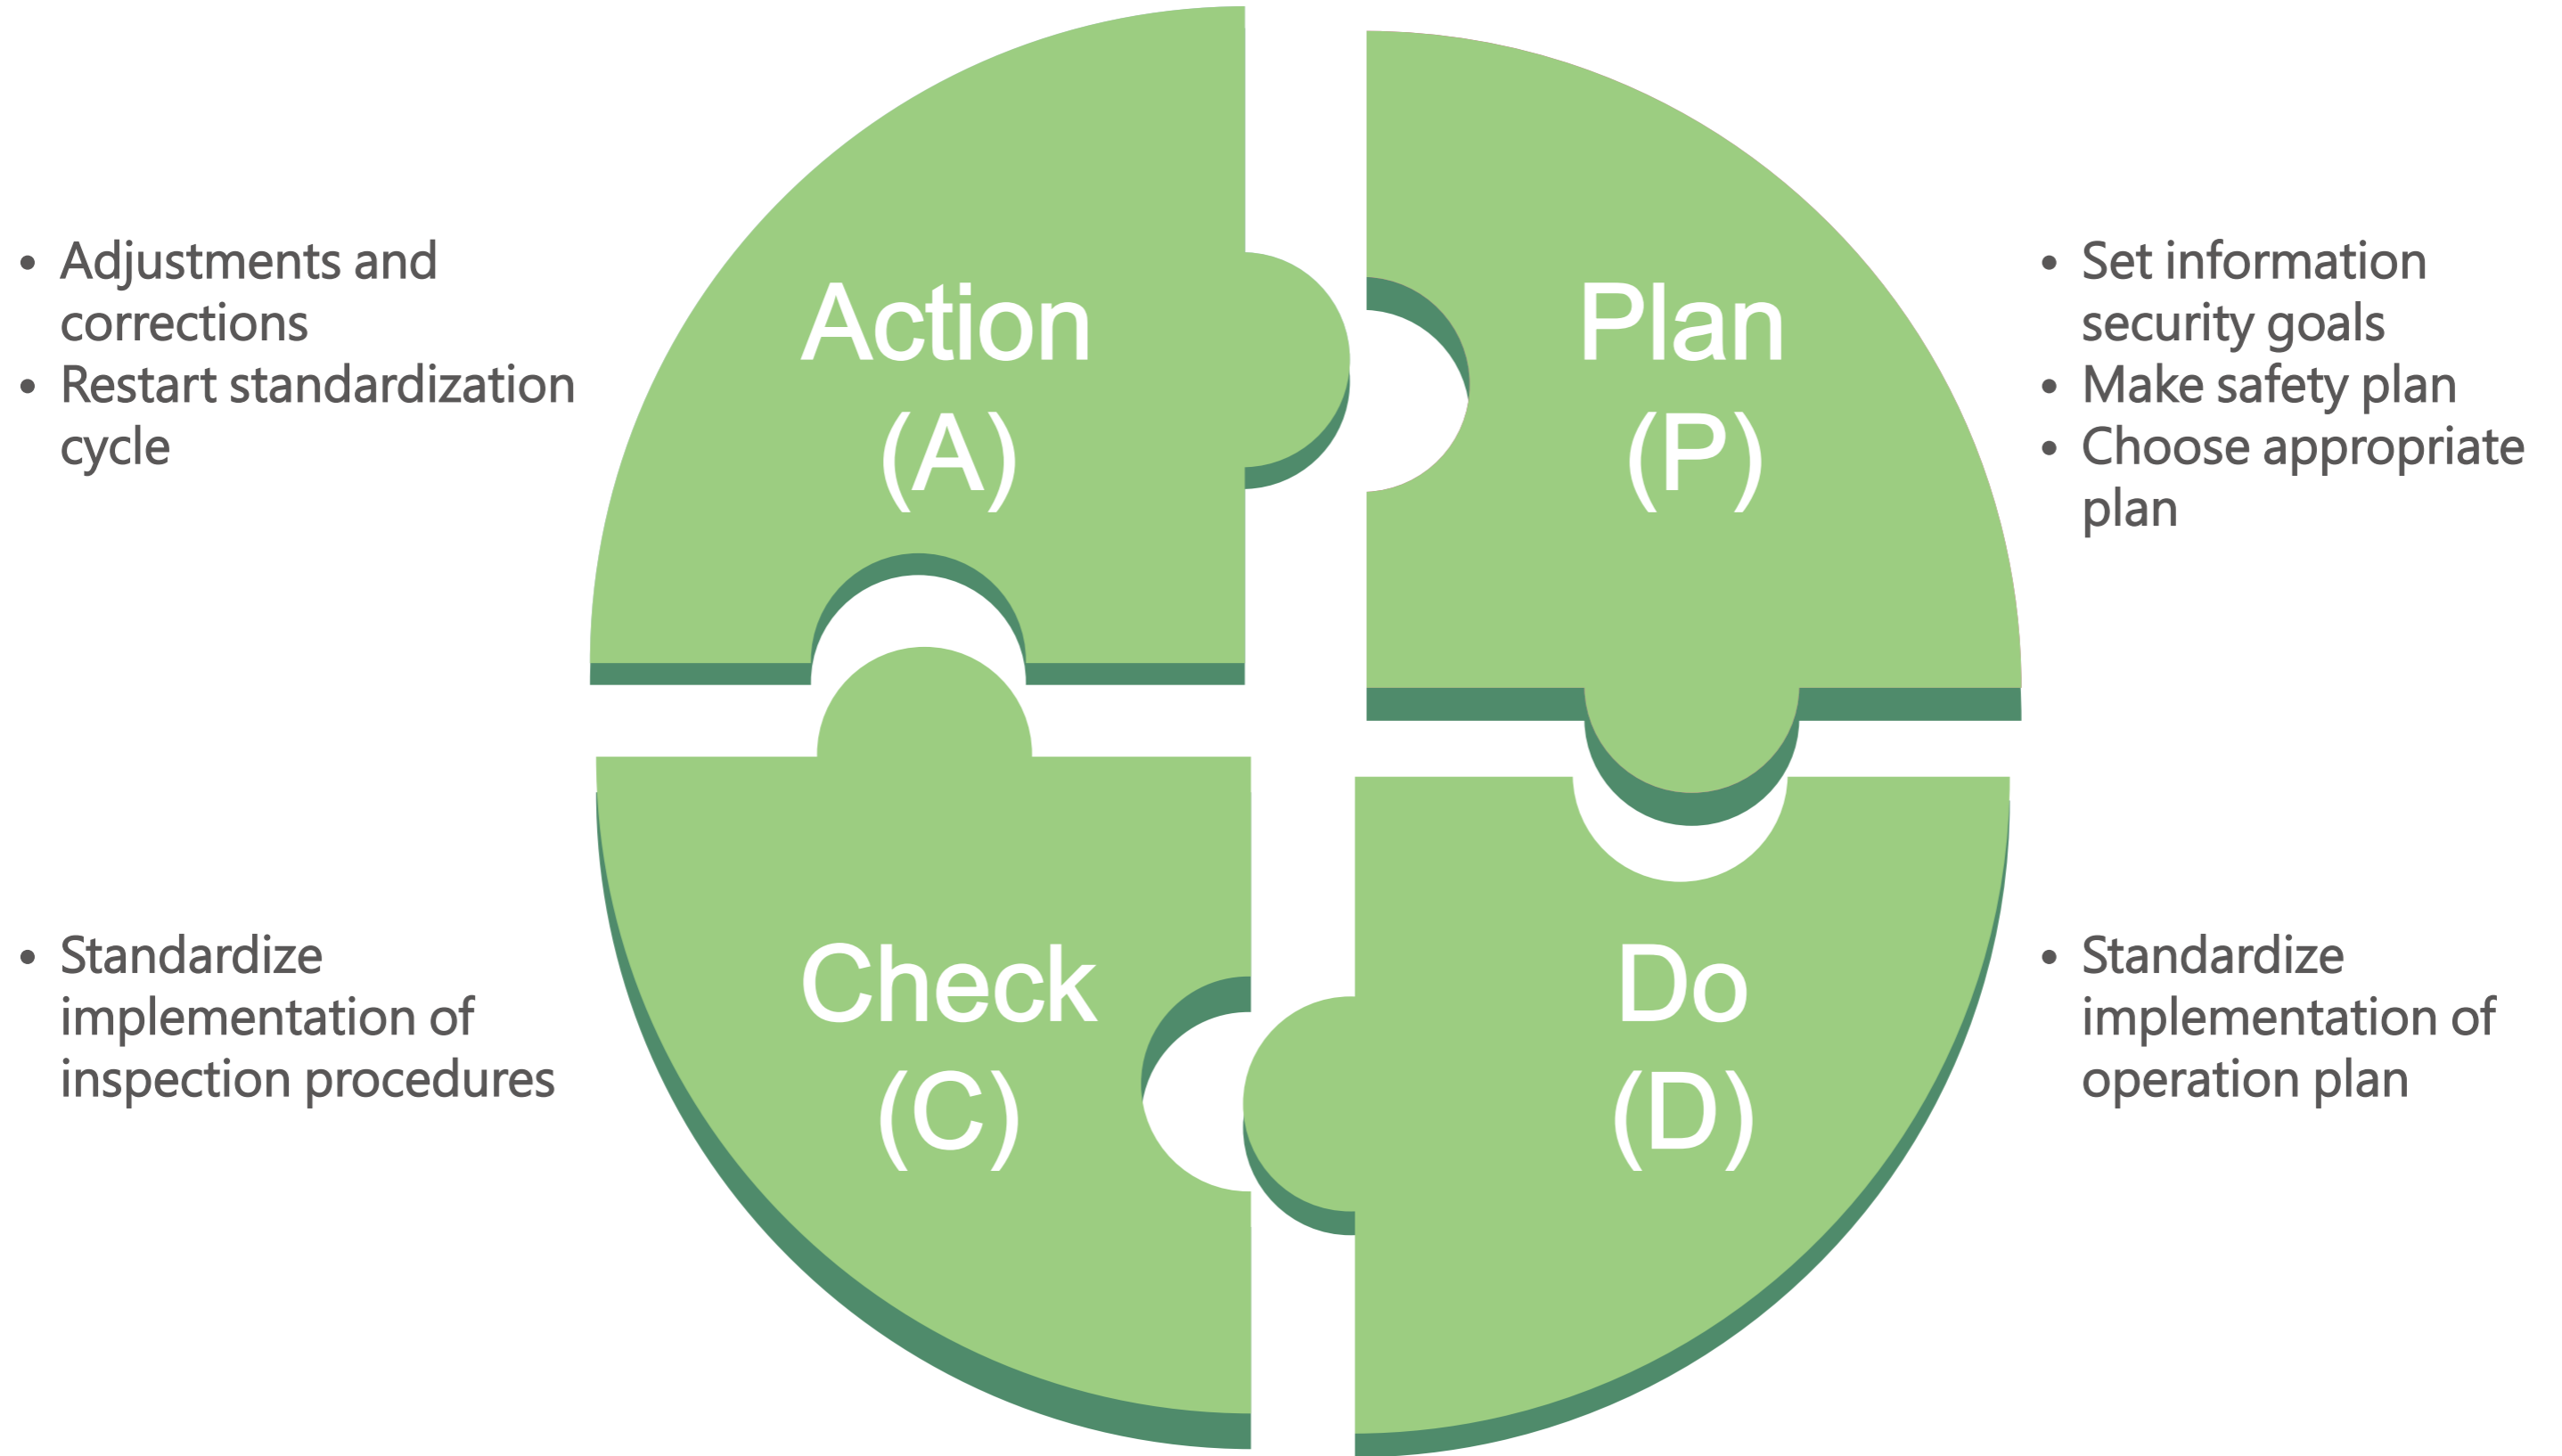 Action
(A)
• Adjustments and
corrections
• Restart standardization
cycle
Plan
(P)
• Set information
security goals
• Make safety plan
• Choose appropriate
plan
Check
(C)
• Standardize
implementation of
inspection procedures
Do
(D)
• Standardize
implementation of
operation plan